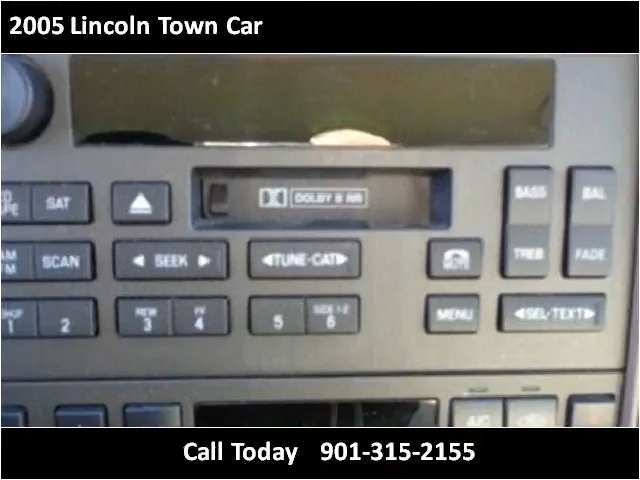 2005 Lincoln Town Car
DOLBY B NR
SAT
BASS
BAL
SCAN
SEEK
TUNE-CAT
MUTE
TREB
FADE
1
2
REW
3
FF
4
5
SIDE 1-2
6
MENU
SEL-TEXT
A/C
Call Today 901-315-2155